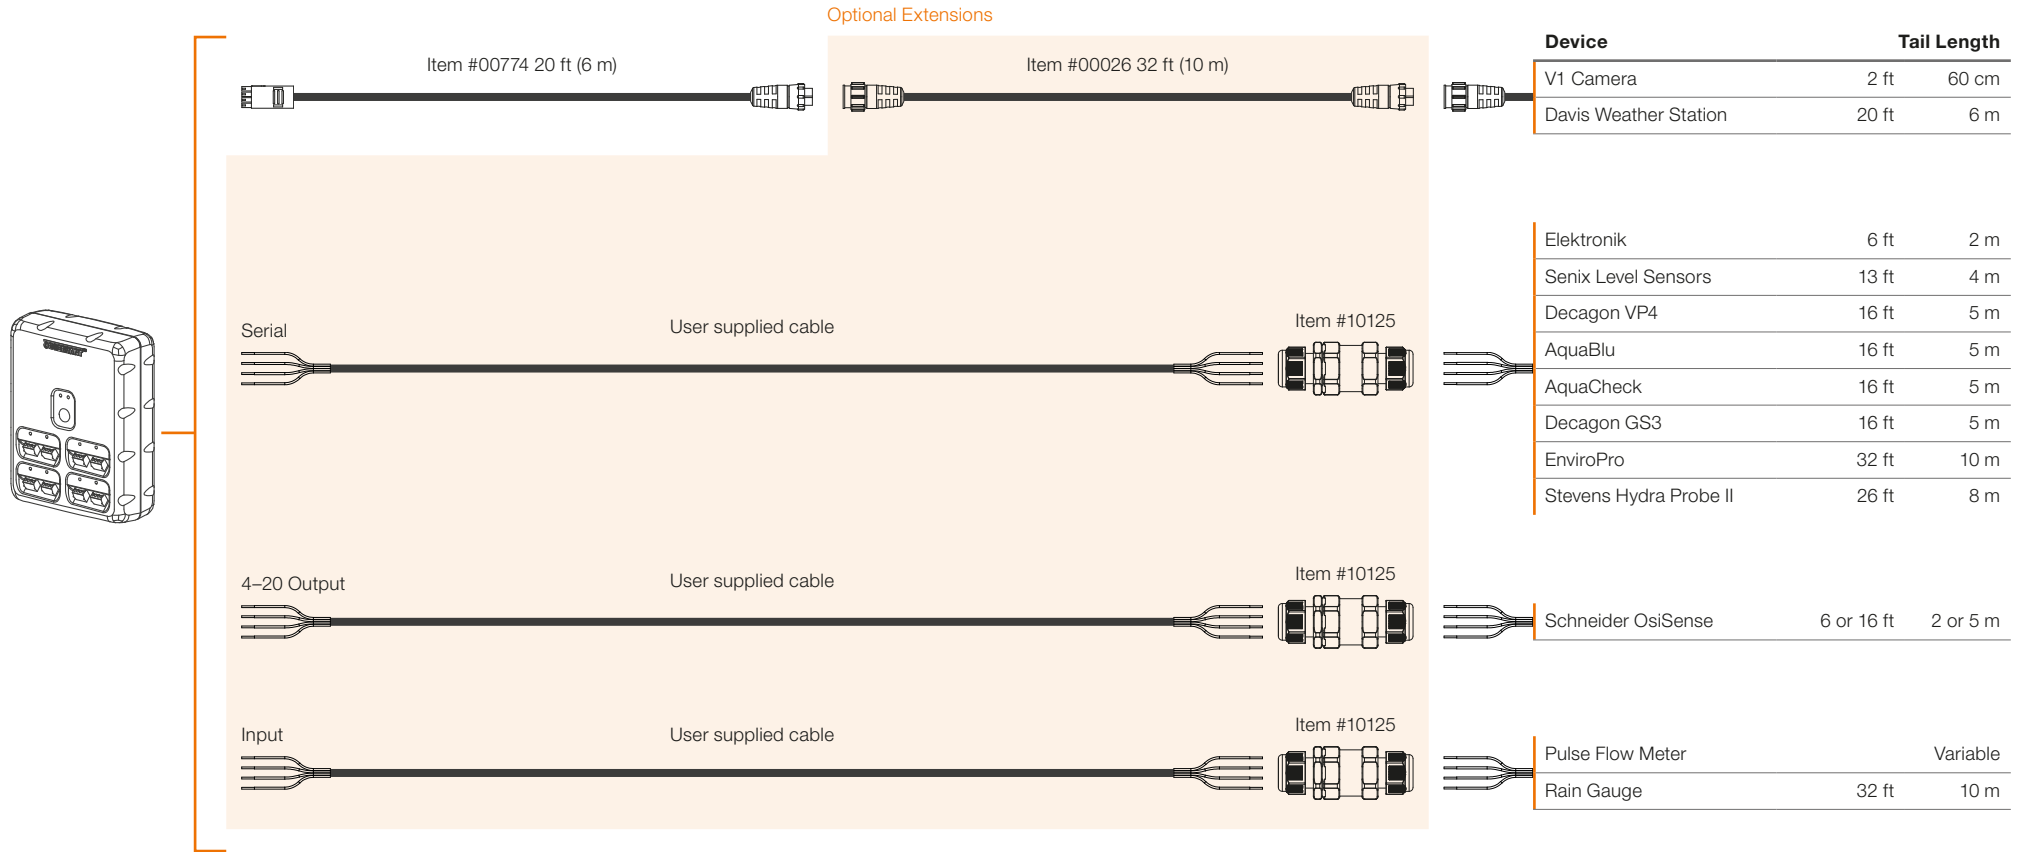 Optional Extensions
Item #00774 20 ft (6 m)
Item #00026 32 ft (10 m)
Device Tail Length
V1 Camera 2 ft 60 cm
Davis Weather Station 20 ft 6 m
Serial
User supplied cable
Item #10125
Elektronik 6 ft 2 m
Senix Level Sensors 13 ft 4 m
Decagon VP4 16 ft 5 m
AquaBlu 16 ft 5 m
AquaCheck 16 ft 5 m
Decagon GS3 16 ft 5 m
EnviroPro 32 ft 10 m
Stevens Hydra Probe II 26 ft 8 m
4–20 Output
User supplied cable
Item #10125
Schneider OsiSense 6 or 16 ft 2 or 5 m
Input
User supplied cable
Item #10125
Pulse Flow Meter Variable
Rain Gauge 32 ft 10 m